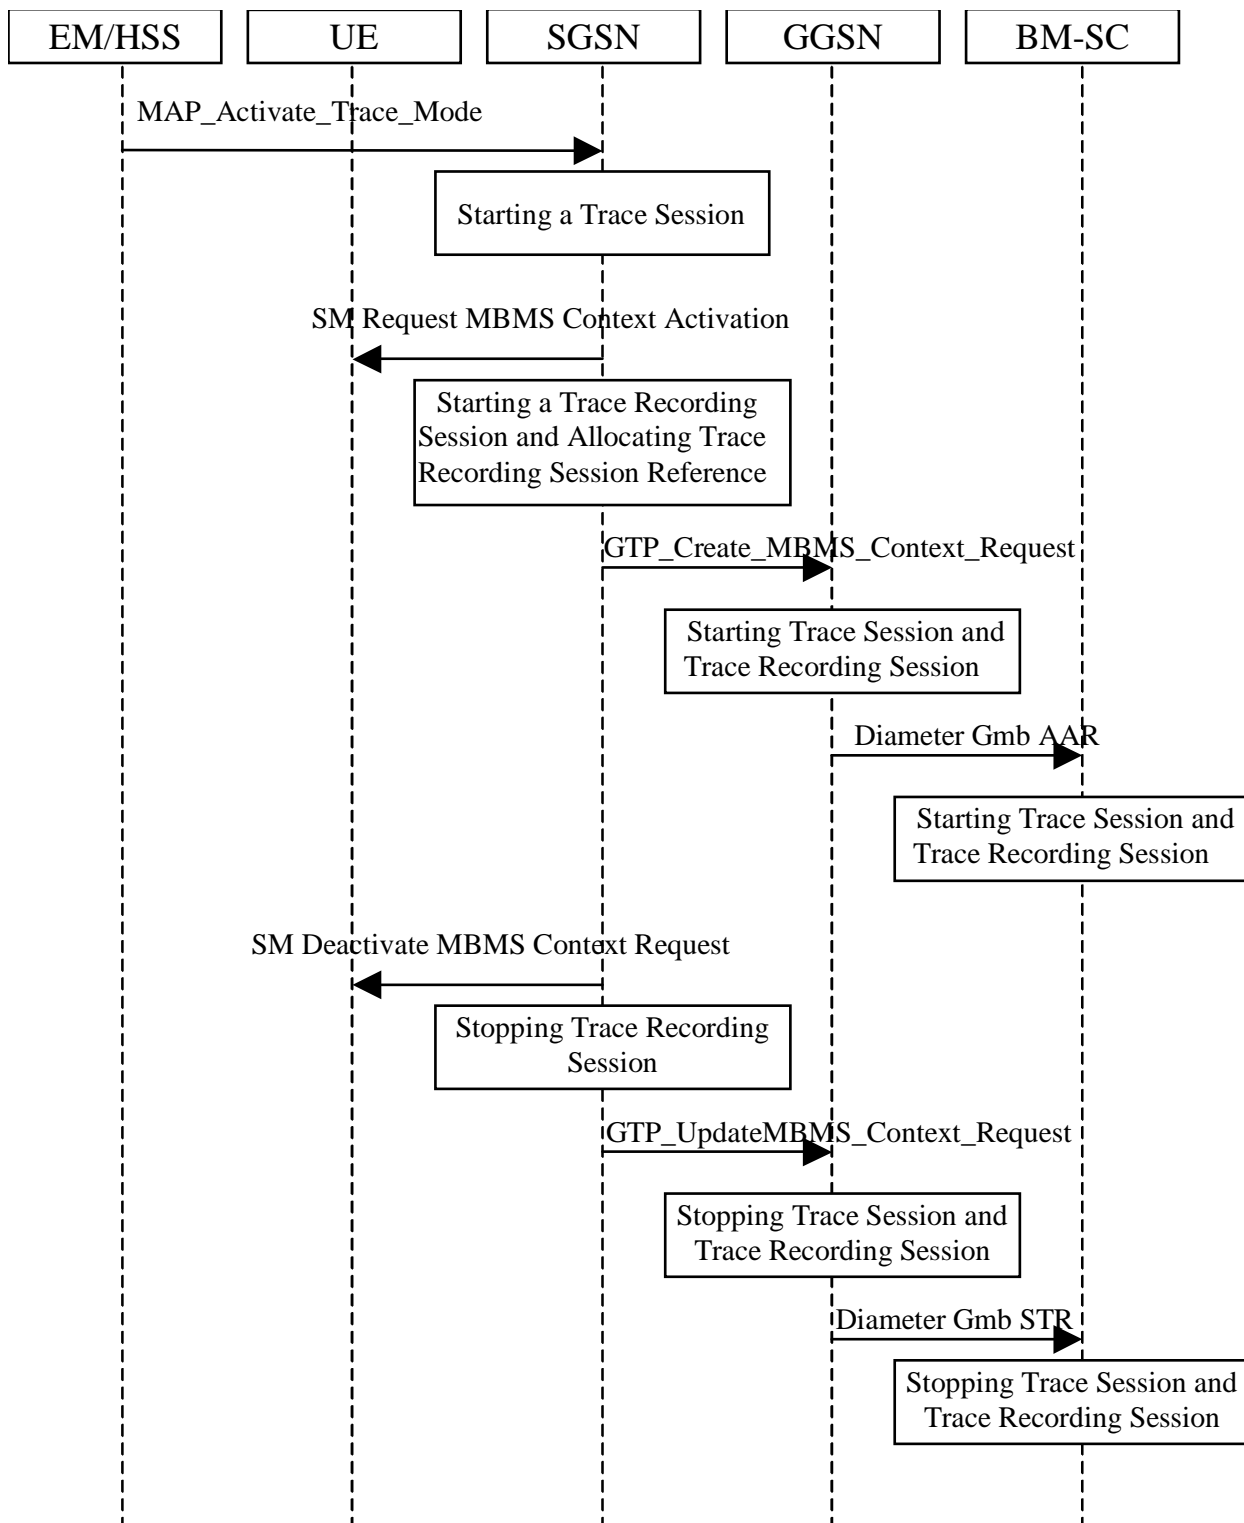 EM/HSS
UE
SGSN
GGSN
BM-SC
MAP_Activate_Trace_Mode
Starting a Trace Session
SM Request MBMS Context Activation
Starting a Trace Recording
Session and Allocating Trace
Recording Session Reference
GTP_Create_MBMS_Context_Request
Starting Trace Session and
Trace Recording Session
Diameter Gmb AAR
Starting Trace Session and
Trace Recording Session
SM Deactivate MBMS Context Request
Stopping Trace Recording
Session
GTP_UpdateMBMS_Context_Request
Stopping Trace Session and
Trace Recording Session
Diameter Gmb STR
Stopping Trace Session and
Trace Recording Session